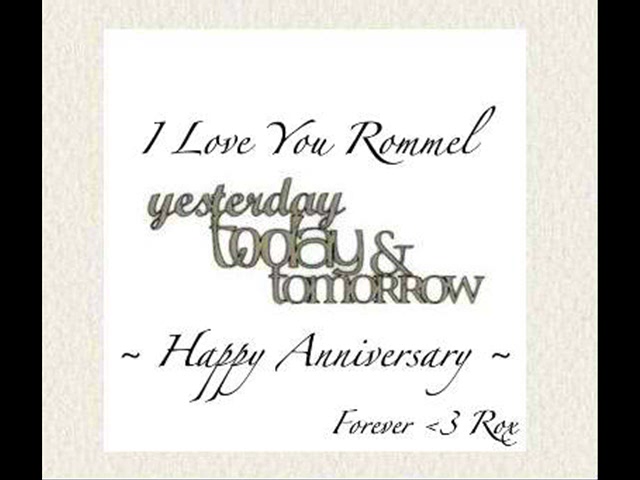 I Love You Rommel
yesterday
today &
tomorrow
~ Happy Anniversary ~
Forever <3 Rox